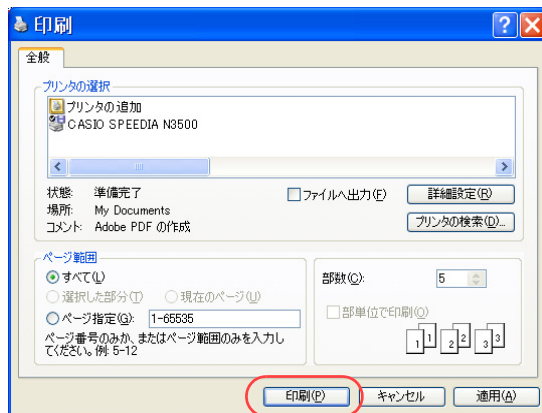 印刷
全般
プリンタの選択
プリンタの追加
CASIO SPEEDIA N3500
状態: 準備完了
場所: My Documents
コメント: Adobe PDF の作成
ファイルへ出力(F)
詳細設定(R)
プリンタの検索(D)...
ページ範囲
すべて(L)
選択した部分(T) 現在のページ(U)
ページ指定(G): 1-65535
ページ番号のみか、またはページ範囲のみを入力し
てください。例: 5-12
部数(C): 5
部単位で印刷(O)
1 1 2 2 3 3
印刷(P) キャンセル 適用(A)